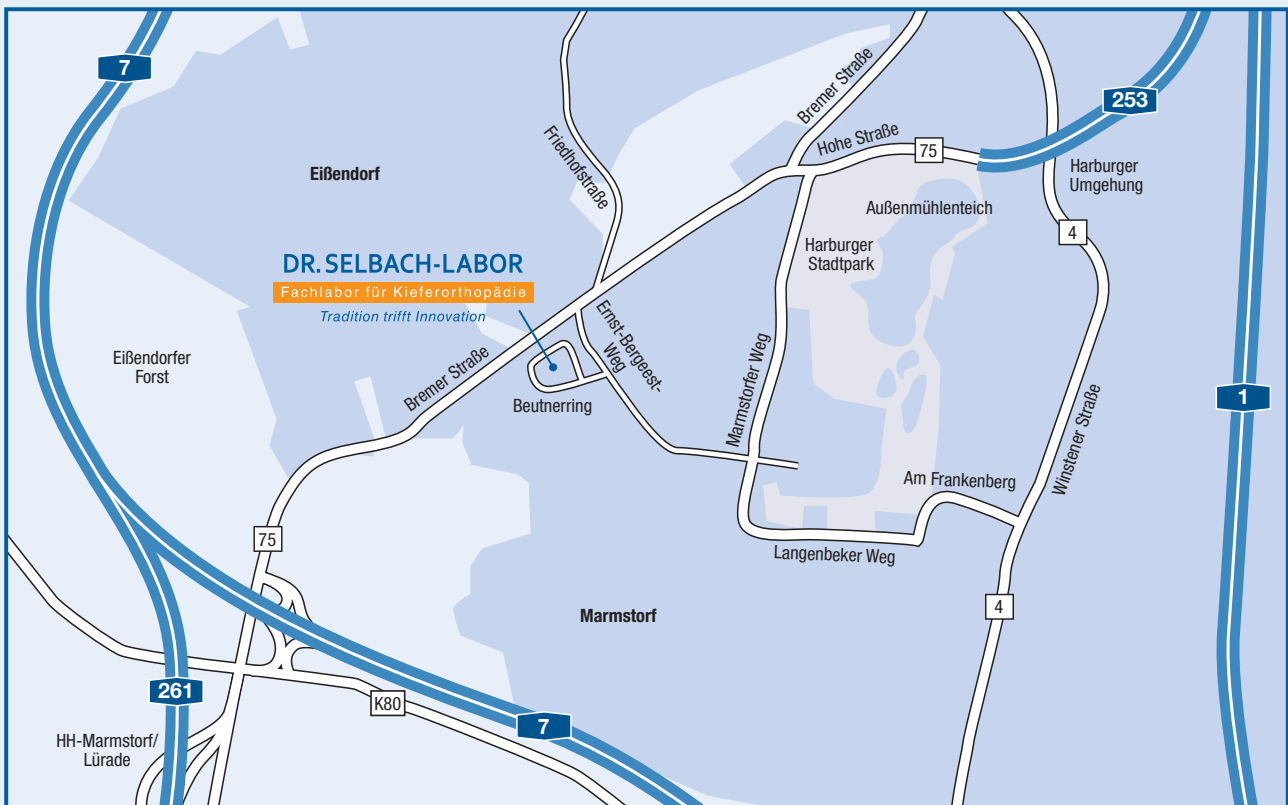 7
253
Bremer Straße
Hohe Straße
75
Friedhofstraße
Harburger
Umgehung
Eißendorf
Außenmühlenteich
4
Harburger
Stadtpark
DR. SELBACH-LABOR
Fachlabor für Kieferorthopädie
Tradition trifft Innovation
Ernst-Bergeest-
Weg
Eißendorfer
Forst
Bremer Straße
Beutnerring
Marmstorfer Weg
Winstener Straße
1
Am Frankenberg
75
Langenbeker Weg
4
Marmstorf
261
K80
7
HH-Marmstorf/
Lürade